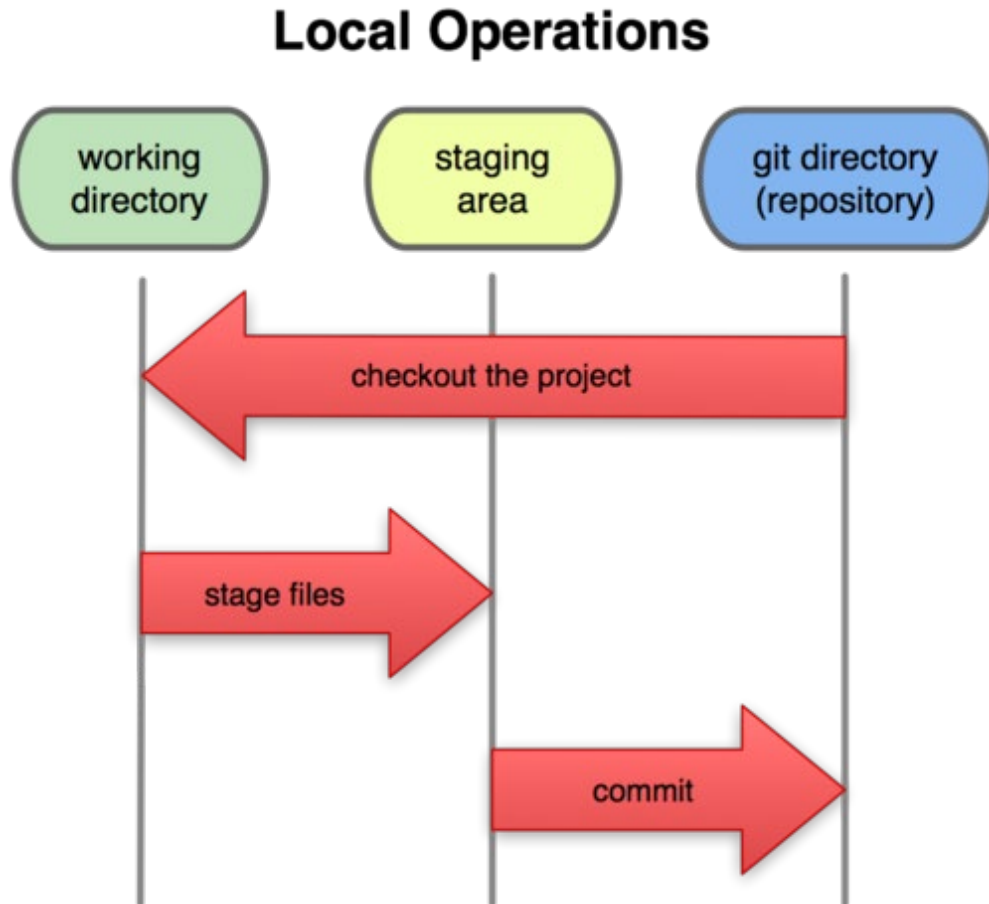 Local Operations
working
directory
staging
area
git directory
(repository)
checkout the project
stage files
commit